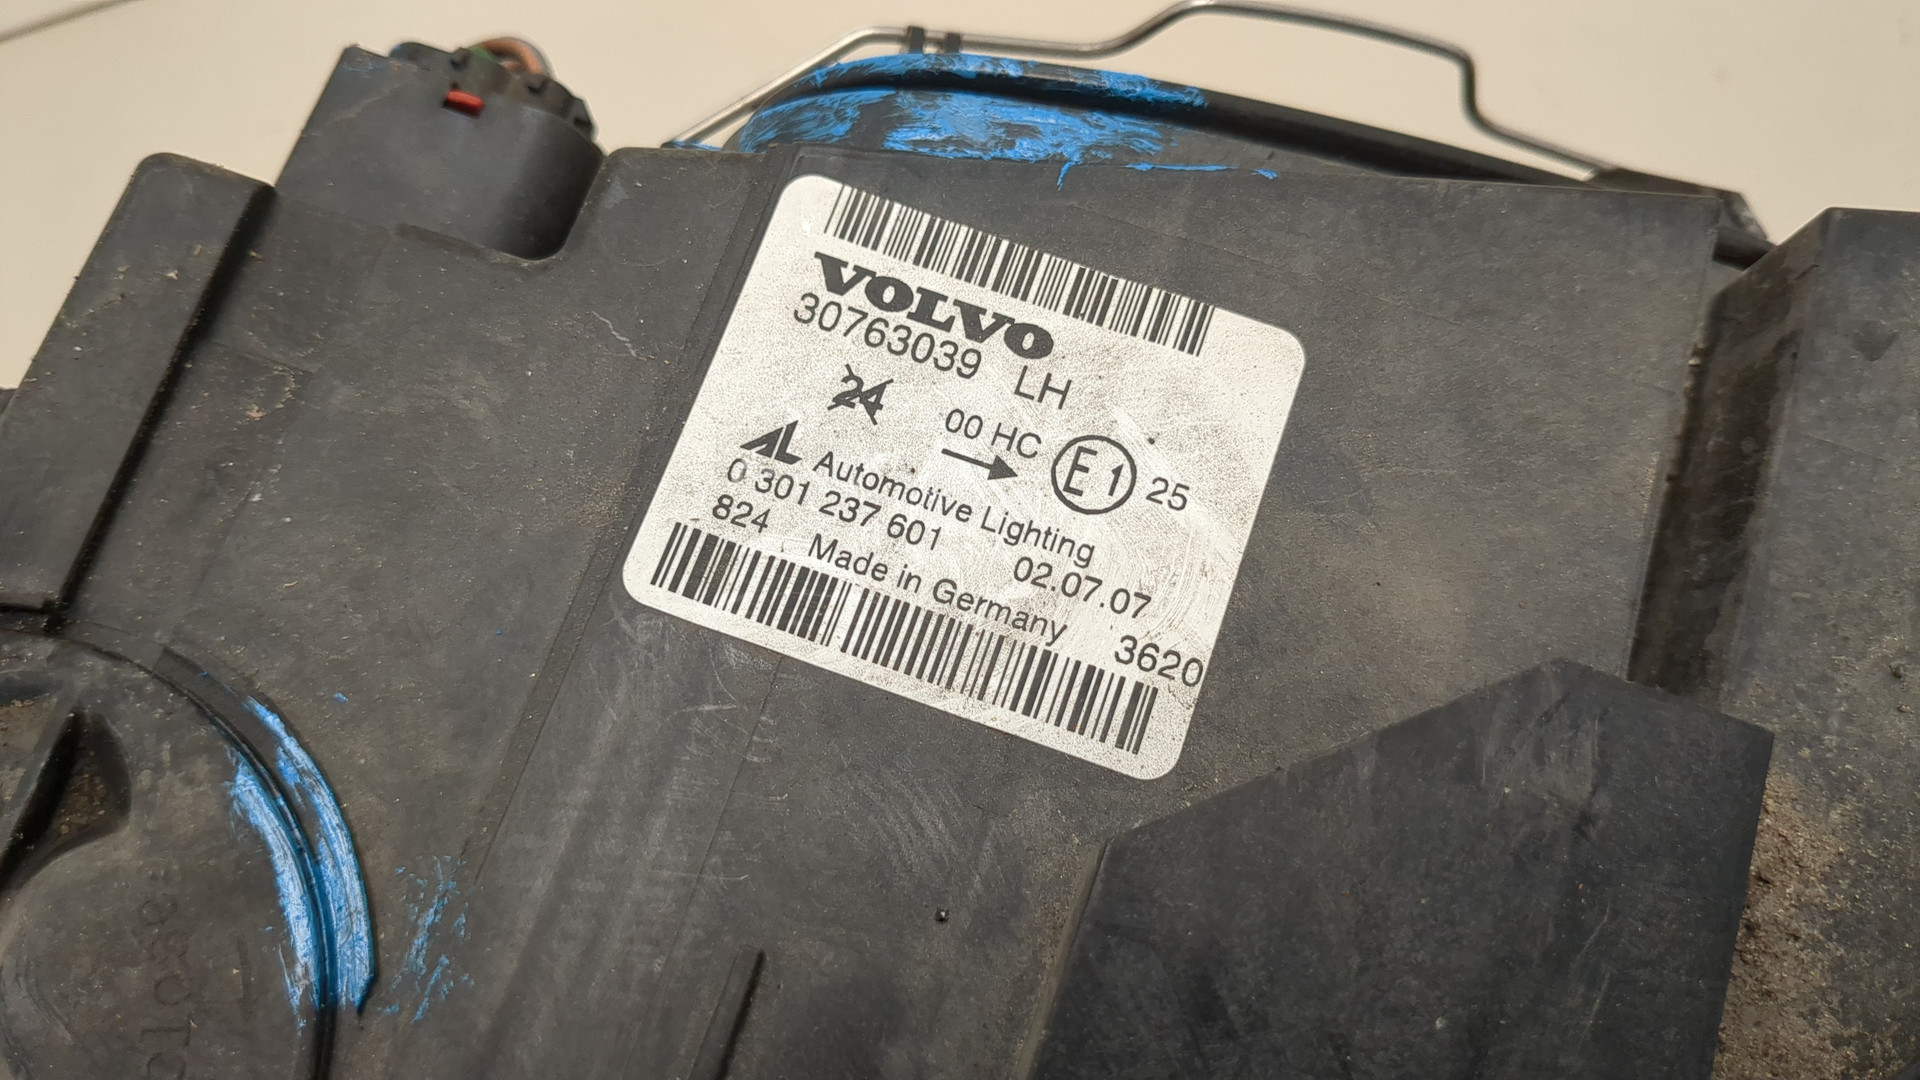 VOLVO
30763039 LH
24
00 HC E1 25
AL Automotive Lighting
0 301 237 601 02.07.07
824 Made in Germany 3620